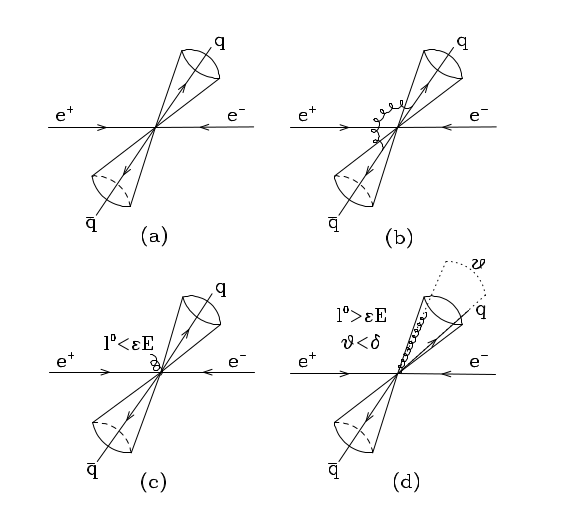 q q
e⁺ e⁻ e⁺ e⁻
q̅ q̅
(a) (b)
q
l⁰<εE
e⁺ e⁻
q̅
(c)
ϑ
l⁰>εE
ϑ<δ
q
e⁺ e⁻
q̅
(d)